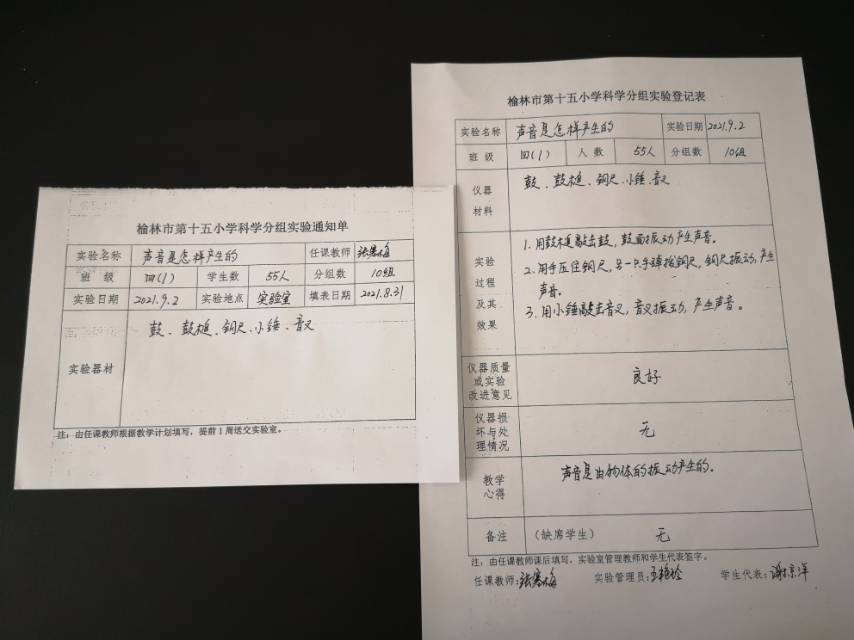 榆林市第十五小学科学分组实验通知单
实验名称 声音是怎样产生的 任课教师 张寒梅
班 级 四(1) 学生数 55人 分组数 10组
实验日期 2021.9.2 实验地点 实验室 填表日期 2021.8.31
实验器材 鼓、鼓槌、钢尺、小锤、音叉
注：由任课教师根据教学计划填写，提前1周送交实验室。
榆林市第十五小学科学分组实验登记表
实验名称 声音是怎样产生的 实验日期 2021.9.2
班 级 四(1) 人 数 55人 分组数 10组
仪器
材料
鼓、鼓槌、钢尺、小锤、音叉
实验
过程
及其
效果
1. 用鼓槌敲击鼓，鼓面振动产生声音。
2. 用手压住钢尺，另一只手弹拨钢尺，钢尺振动，产生
声音。
3. 用小锤敲击音叉，音叉振动，产生声音。
仪器质量
或实验
改进意见
良好
仪器损
坏与处
理情况
无
教学
心得
声音是由物体的振动产生的。
备注 （缺席学生） 无
注：由任课教师课后填写，实验室管理教师和学生代表签字。
任课教师：张寒梅 实验管理员：王艳玲 学生代表：谢京洋